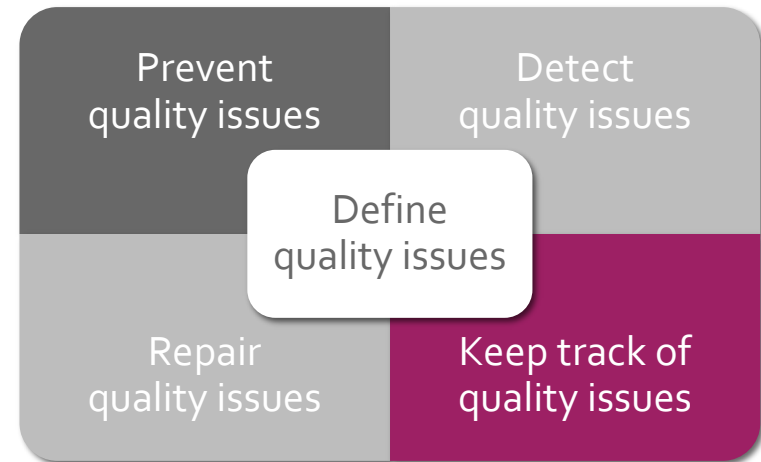 Prevent
quality issues
Detect
quality issues
Define
quality issues
Repair
quality issues
Keep track of
quality issues